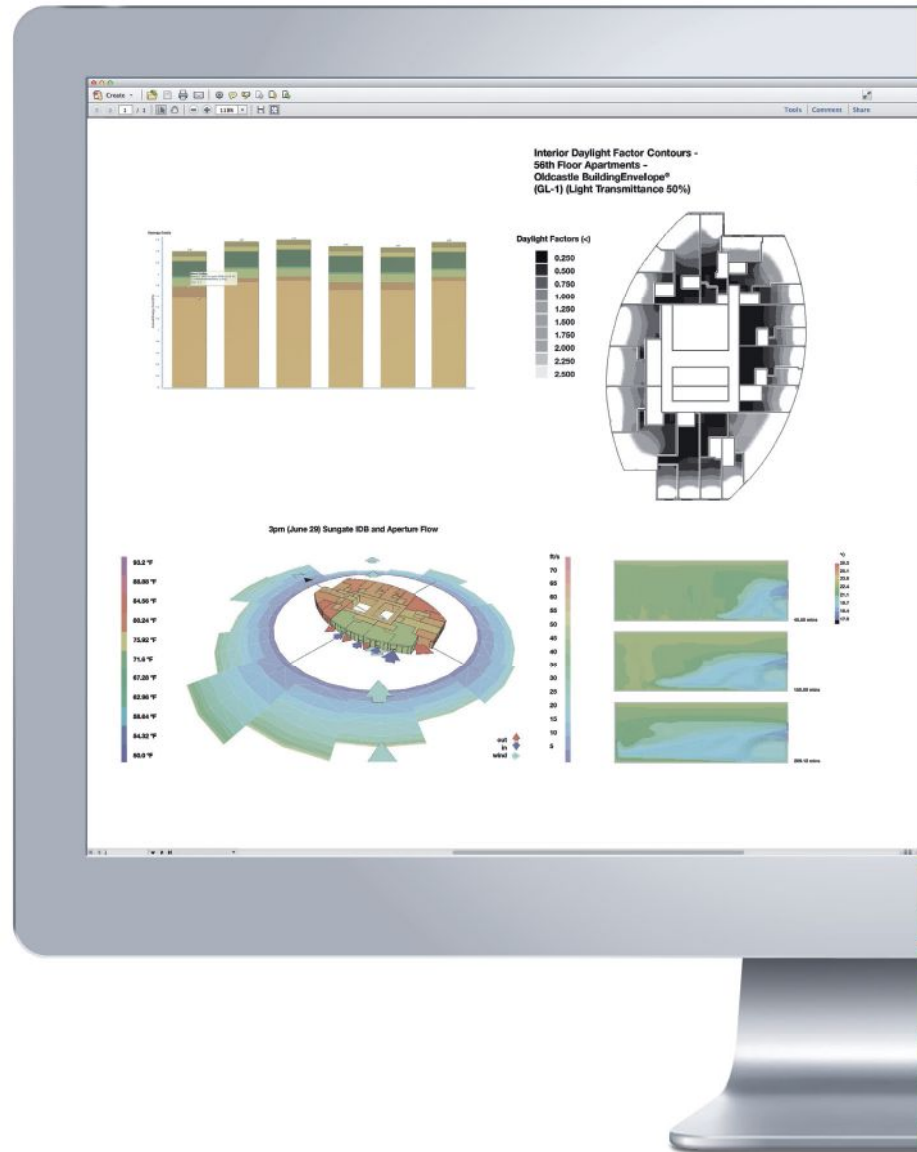 Create
1 / 1
118%
Tools Comment Share
Interior Daylight Factor Contours -
56th Floor Apartments –
Oldcastle BuildingEnvelope®
(GL-1) (Light Transmittance 50%)
Daylight Factors (<)
0.250
0.500
0.750
1.000
1.250
1.500
1.750
2.000
2.250
2.500
3pm (June 29) Sungate IDB and Aperture Flow
93.2 °F
88.88 °F
84.56 °F
80.24 °F
75.92 °F
71.6 °F
67.28 °F
62.96 °F
58.64 °F
54.32 °F
50.0 °F
out
in
wind
ft/s
70
65
60
55
50
45
40
35
30
25
20
15
10
5
°C